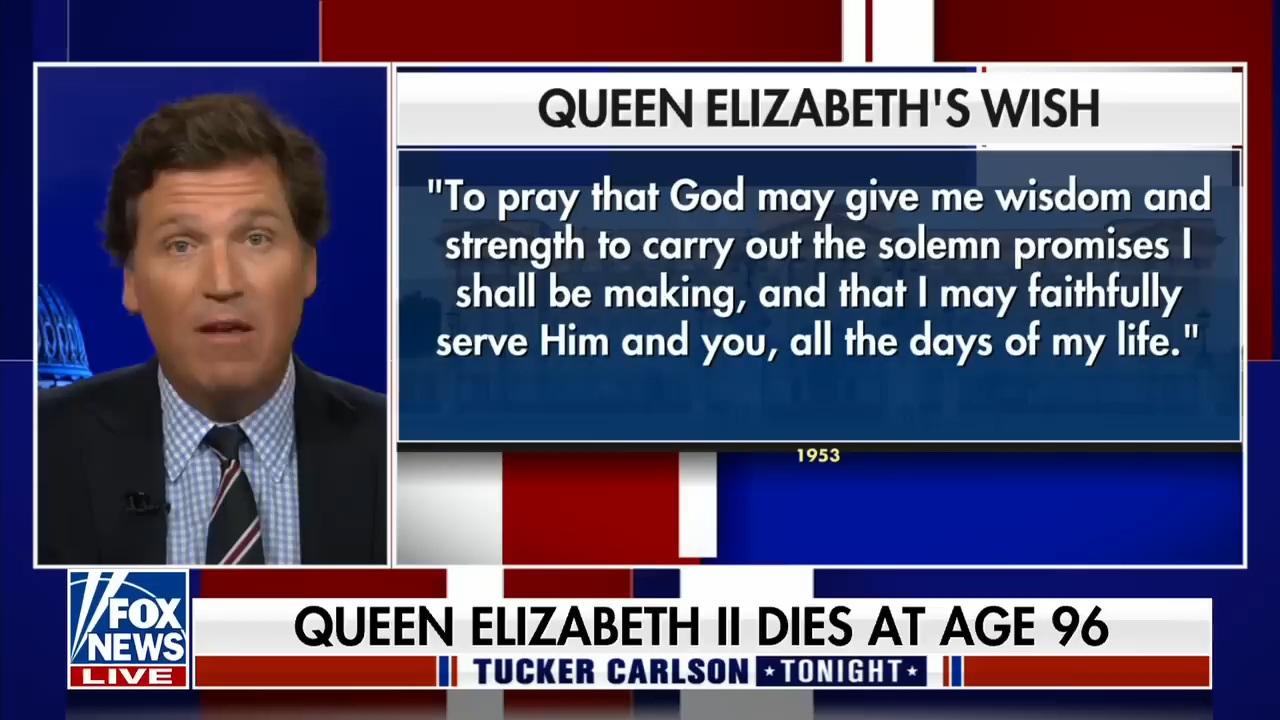 QUEEN ELIZABETH'S WISH
"To pray that God may give me wisdom and
strength to carry out the solemn promises I
shall be making, and that I may faithfully
serve Him and you, all the days of my life."
1953
FOX
NEWS
LIVE
QUEEN ELIZABETH II DIES AT AGE 96
TUCKER CARLSON TONIGHT